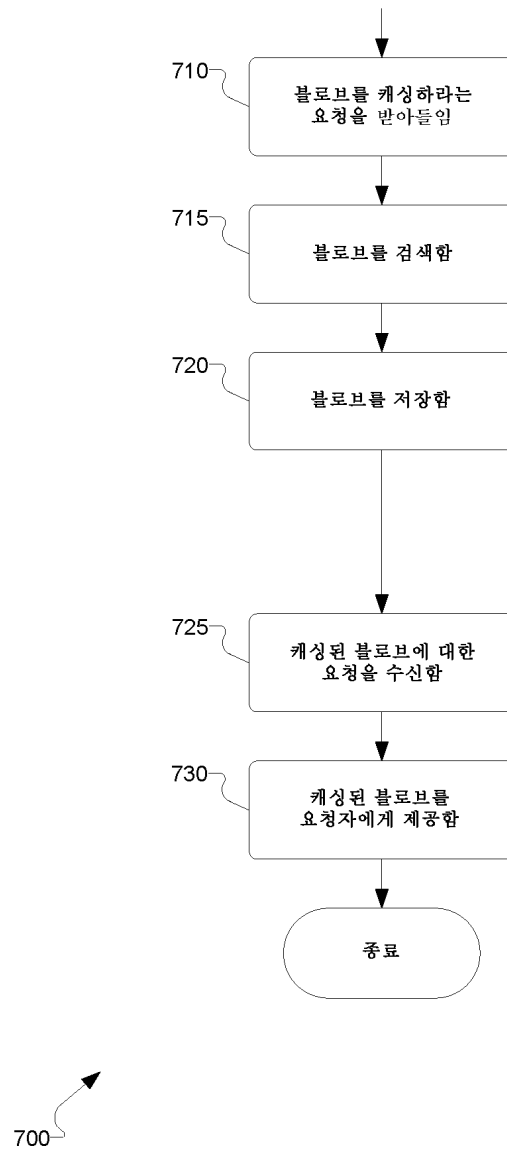 710
블로브를 캐싱하라는
요청을 받아들임
715
블로브를 검색함
720
블로브를 저장함
725
캐싱된 블로브에 대한
요청을 수신함
730
캐싱된 블로브를
요청자에게 제공함
종료
700